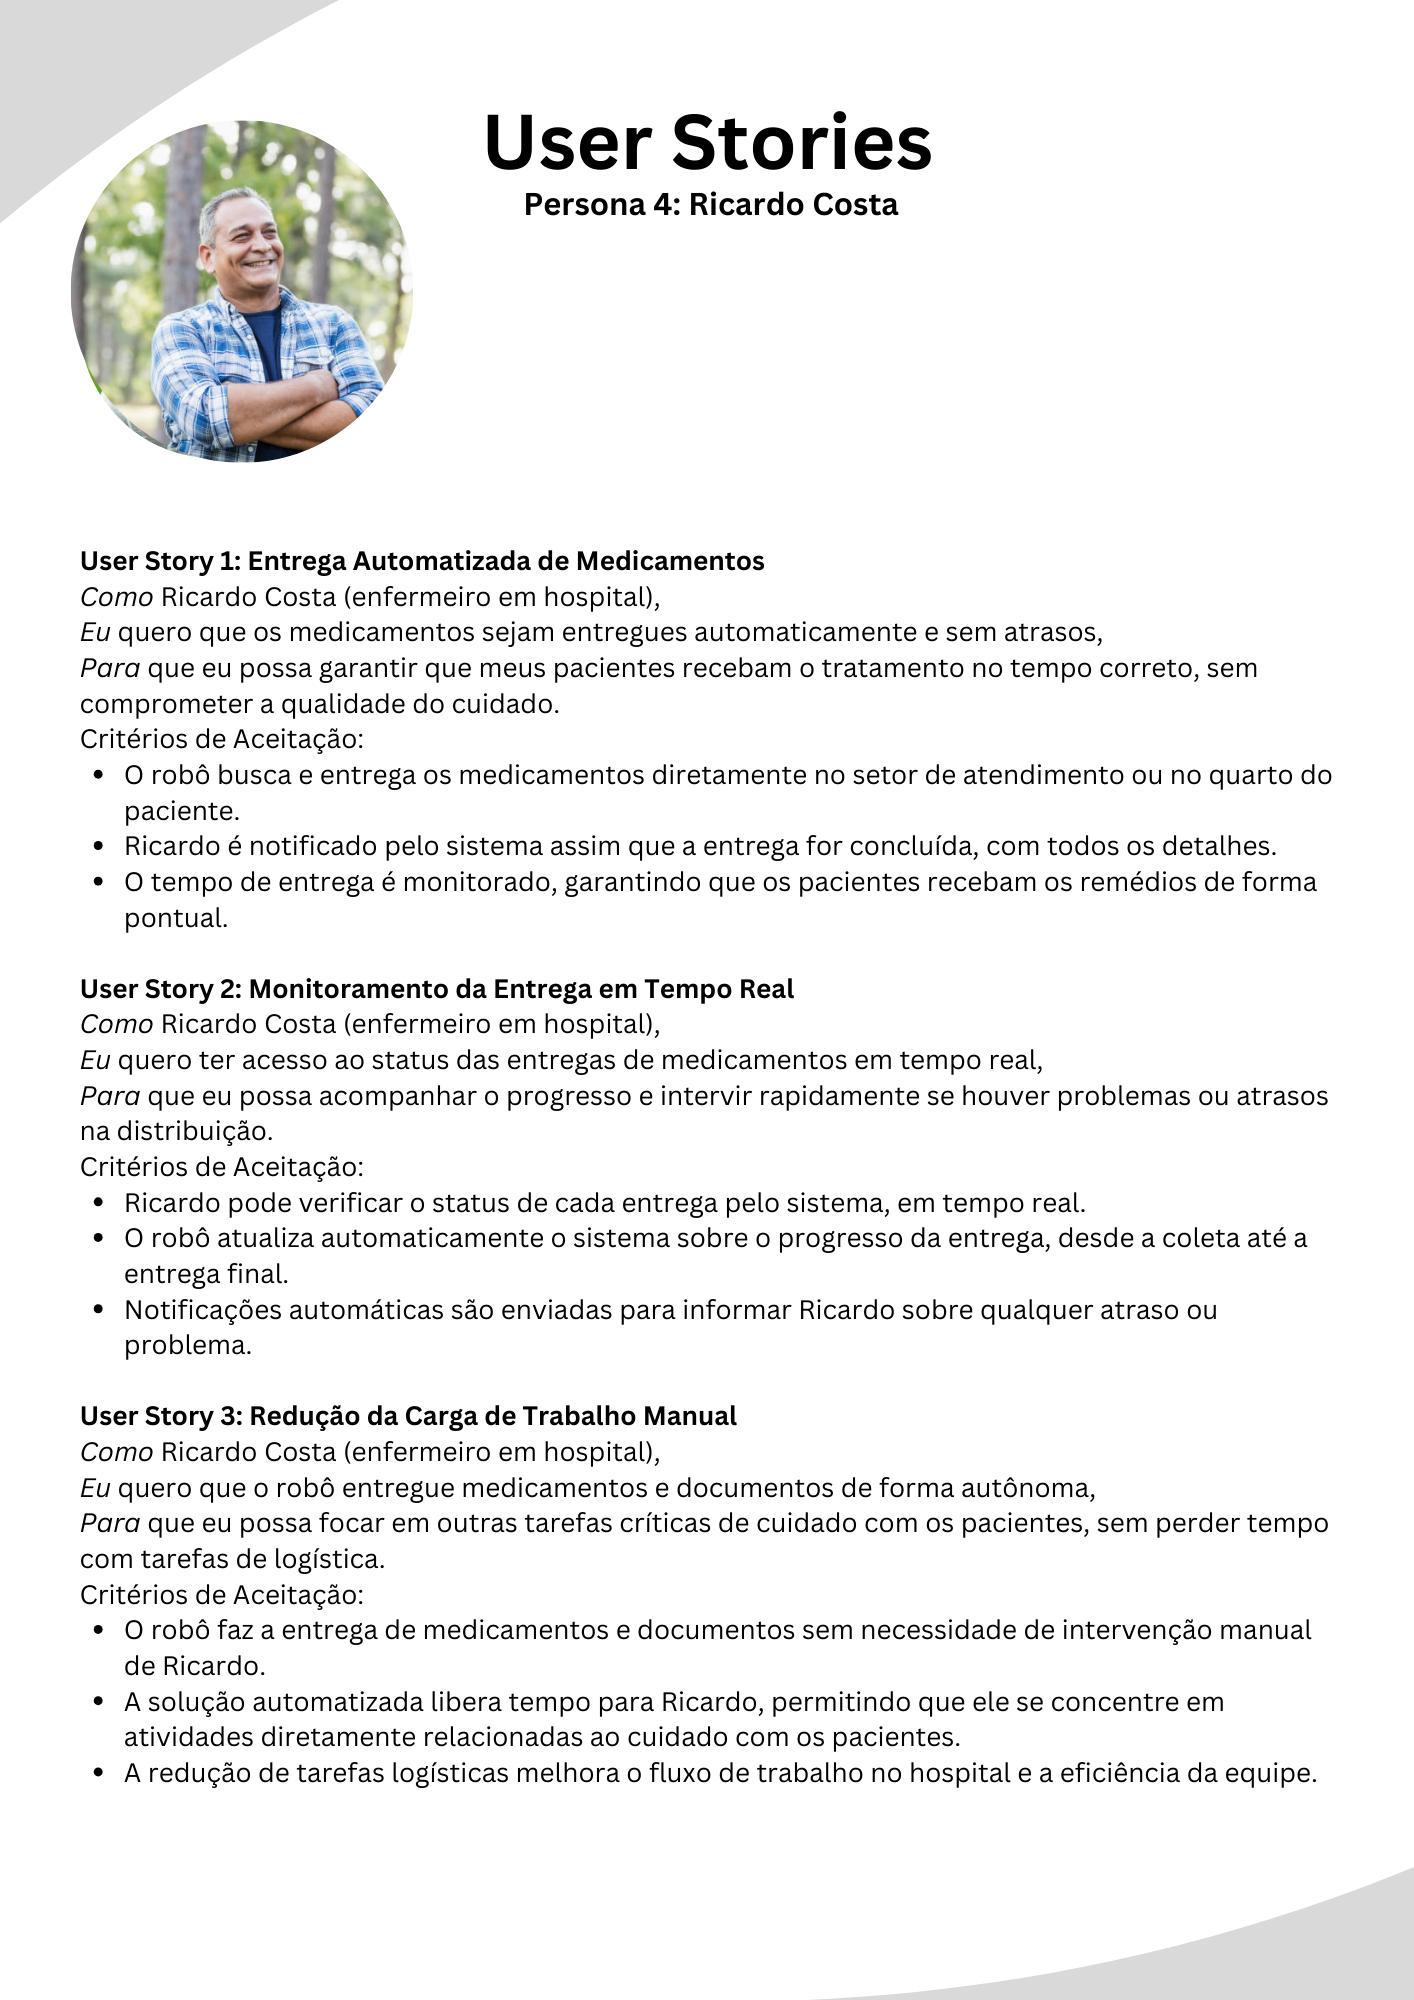 User Stories
Persona 4: Ricardo Costa
User Story 1: Entrega Automatizada de Medicamentos
Como Ricardo Costa (enfermeiro em hospital),
Eu quero que os medicamentos sejam entregues automaticamente e sem atrasos,
Para que eu possa garantir que meus pacientes recebam o tratamento no tempo correto, sem
comprometer a qualidade do cuidado.
Critérios de Aceitação:
• O robô busca e entrega os medicamentos diretamente no setor de atendimento ou no quarto do
paciente.
• Ricardo é notificado pelo sistema assim que a entrega for concluída, com todos os detalhes.
• O tempo de entrega é monitorado, garantindo que os pacientes recebam os remédios de forma
pontual.
User Story 2: Monitoramento da Entrega em Tempo Real
Como Ricardo Costa (enfermeiro em hospital),
Eu quero ter acesso ao status das entregas de medicamentos em tempo real,
Para que eu possa acompanhar o progresso e intervir rapidamente se houver problemas ou atrasos
na distribuição.
Critérios de Aceitação:
• Ricardo pode verificar o status de cada entrega pelo sistema, em tempo real.
• O robô atualiza automaticamente o sistema sobre o progresso da entrega, desde a coleta até a
entrega final.
• Notificações automáticas são enviadas para informar Ricardo sobre qualquer atraso ou
problema.
User Story 3: Redução da Carga de Trabalho Manual
Como Ricardo Costa (enfermeiro em hospital),
Eu quero que o robô entregue medicamentos e documentos de forma autônoma,
Para que eu possa focar em outras tarefas críticas de cuidado com os pacientes, sem perder tempo
com tarefas de logística.
Critérios de Aceitação:
• O robô faz a entrega de medicamentos e documentos sem necessidade de intervenção manual
de Ricardo.
• A solução automatizada libera tempo para Ricardo, permitindo que ele se concentre em
atividades diretamente relacionadas ao cuidado com os pacientes.
• A redução de tarefas logísticas melhora o fluxo de trabalho no hospital e a eficiência da equipe.